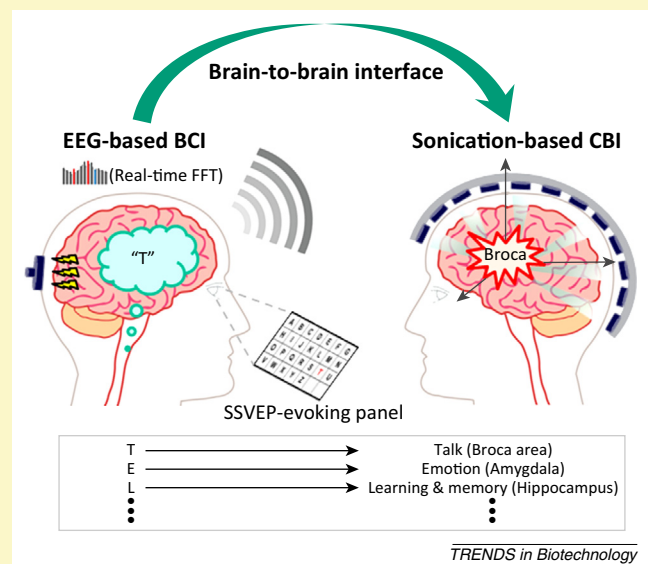 Brain-to-brain interface
EEG-based BCI
Sonication-based CBI
(Real-time FFT)
“T”
Broca
A B C D E F G
H I J K L M N
O P Q R S T U
V W X Y Z
SSVEP-evoking panel
T Talk (Broca area)
E Emotion (Amygdala)
L Learning & memory (Hippocampus)
TRENDS in Biotechnology